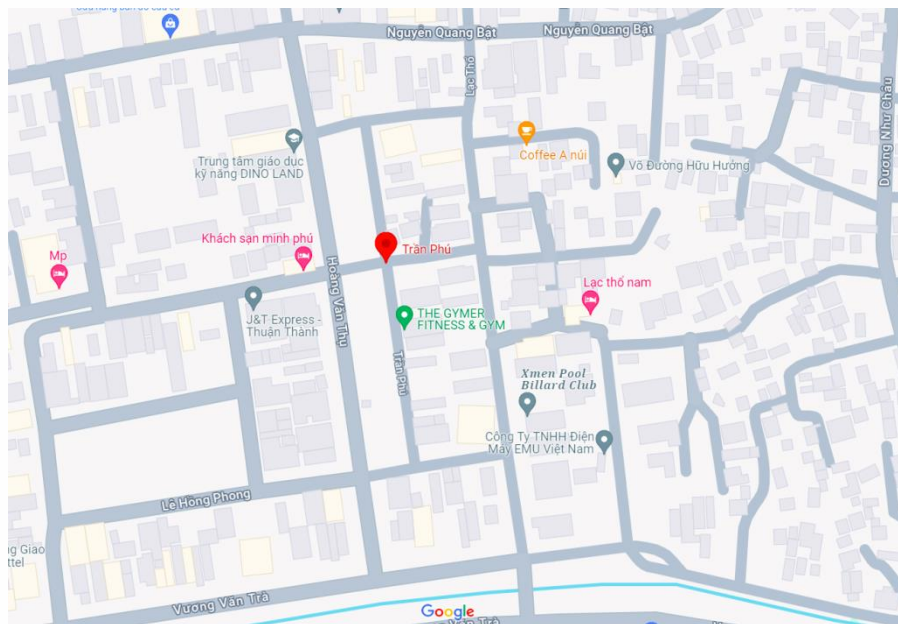 Nguyễn Quang Bật
Nguyễn Quang Bật
Lạc Thổ
Dương Như Châu
Coffee A núi
Trung tâm giáo dục
kỹ năng DINO LAND
Võ Đường Hữu Hưởng
Khách sạn minh phú
Trần Phú
Mp
Hoàng Văn Thụ
Lạc thổ nam
J&T Express -
Thuận Thành
THE GYMER
FITNESS & GYM
Trần Phú
Xmen Pool
Billard Club
Công Ty TNHH Điện
Máy EMU Việt Nam
Lê Hồng Phong
Vương Văn Trà
Google